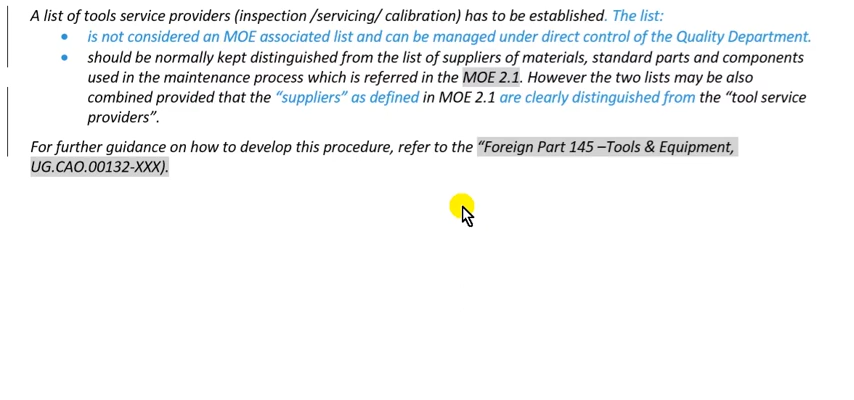 A list of tools service providers (inspection /servicing/ calibration) has to be established. The list:
• is not considered an MOE associated list and can be managed under direct control of the Quality Department.
• should be normally kept distinguished from the list of suppliers of materials, standard parts and components
used in the maintenance process which is referred in the MOE 2.1. However the two lists may be also
combined provided that the “suppliers” as defined in MOE 2.1 are clearly distinguished from the “tool service
providers”.
For further guidance on how to develop this procedure, refer to the “Foreign Part 145 –Tools & Equipment,
UG.CAO.00132-XXX).